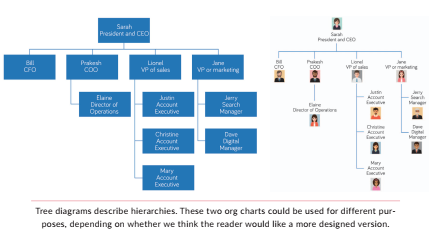 Sarah
President and CEO
Bill
CFO
Prakesh
COO
Lionel
VP of sales
Jane
VP or marketing
Elaine
Director of
Operations
Justin
Account
Executive
Jerry
Search
Manager
Christine
Account
Executive
Dave
Digital
Manager
Mary
Account
Executive
Sarah
President and CEO
Bill
CFO
Prakesh
COO
Lionel
VP of sales
Jane
VP or marketing
Justin
Account
Executive
Jerry
Search
Manager
Elaine
Director of Operations
Christine
Account
Executive
Dave
Digital
Manager
Mary
Account
Executive
Tree diagrams describe hierarchies. These two org charts could be used for different pur-
poses, depending on whether we think the reader would like a more designed version.